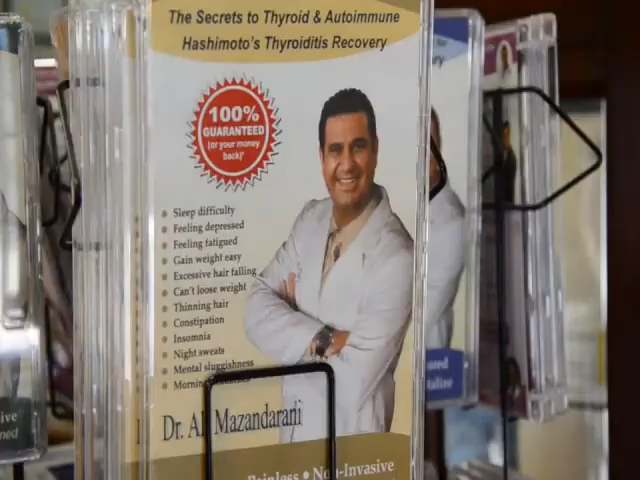 The Secrets to Thyroid & Autoimmune
Hashimoto's Thyroiditis Recovery
100%
GUARANTEED
(or your money
back)*
Sleep difficulty
Feeling depressed
Feeling fatigued
Gain weight easy
Excessive hair falling
Can't loose weight
Thinning hair
Constipation
Insomnia
Night sweats
Mental sluggishness
Morning
Dr. Mazandarani
Painless • Non-Invasive